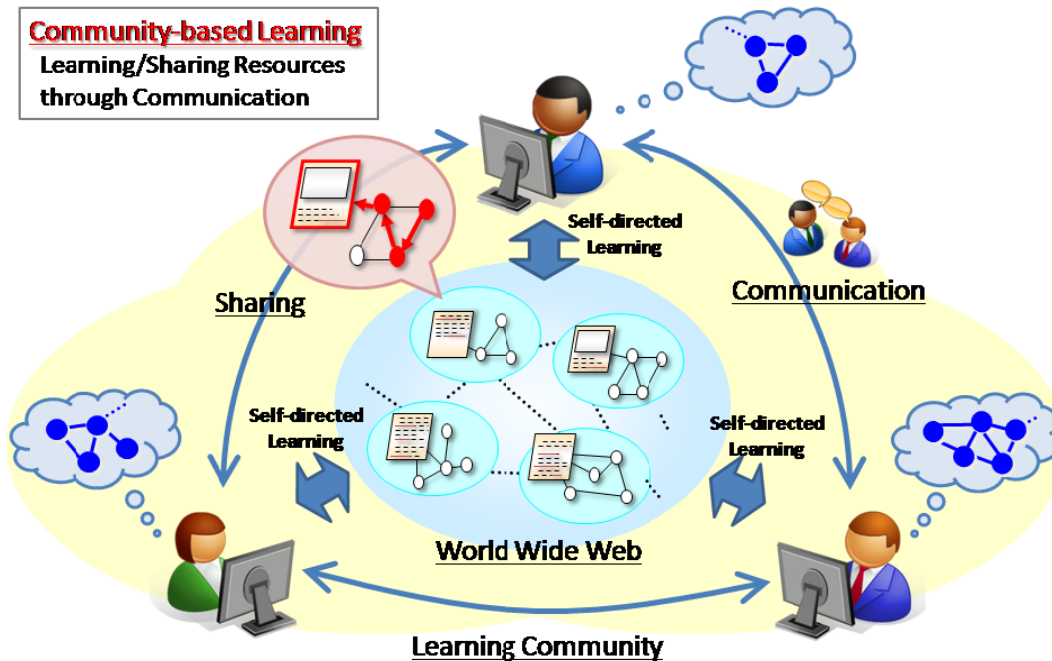 Community-based Learning
Learning/Sharing Resources
through Communication
Self-directed
Learning
Sharing
Communication
Self-directed
Learning
Self-directed
Learning
World Wide Web
Learning Community